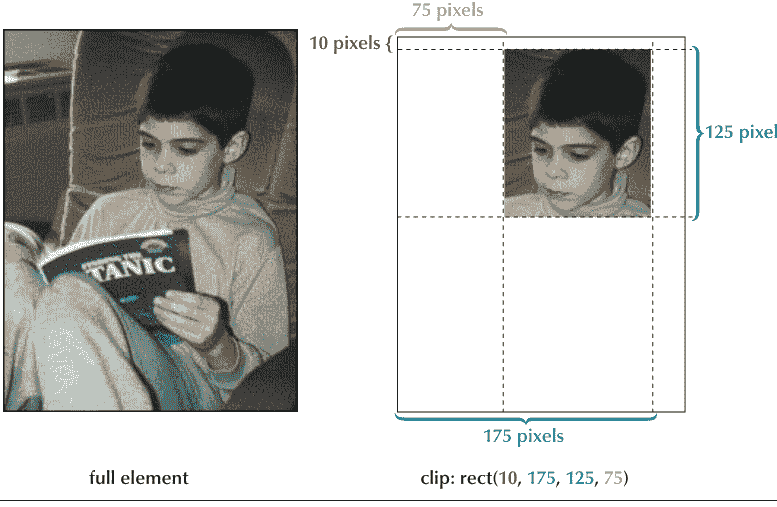 75 pixels
10 pixels {
125 pixel
TANIC
175 pixels
full element
clip: rect(10, 175, 125, 75)